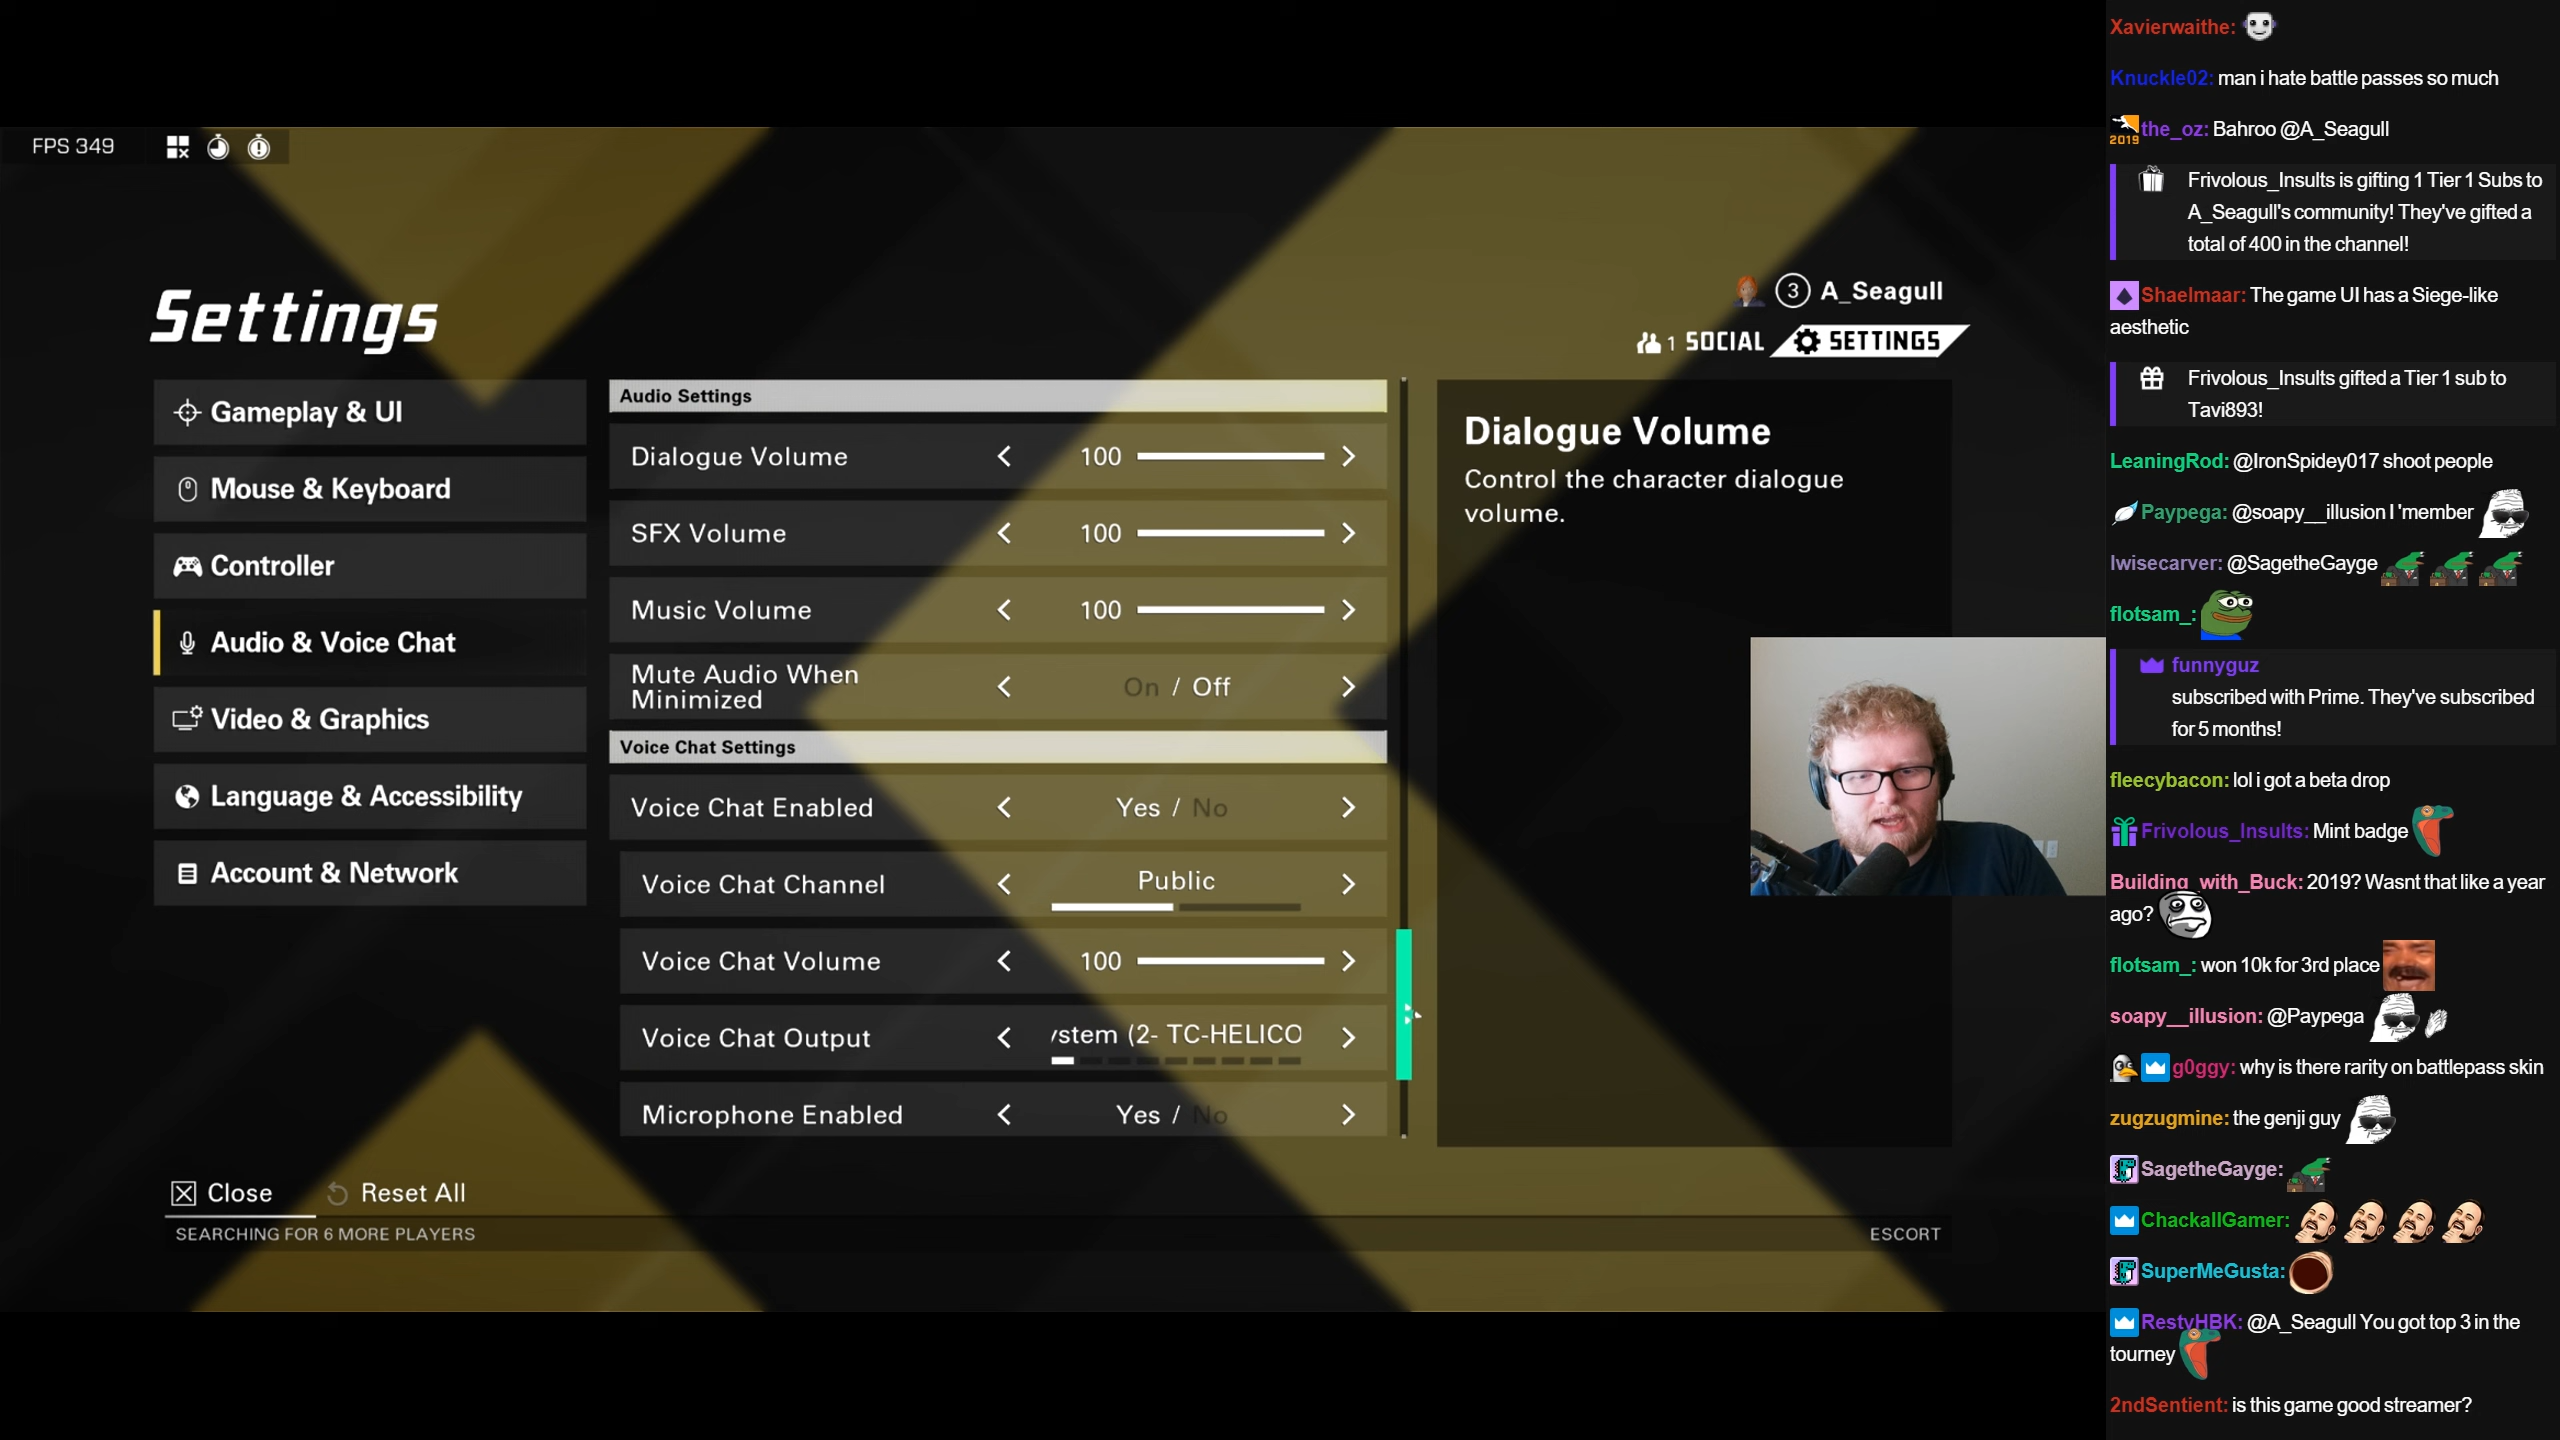 FPS 349
Settings
3 A_Seagull
1 SOCIAL SETTINGS
Gameplay & UI
Mouse & Keyboard
Controller
Audio & Voice Chat
Video & Graphics
Language & Accessibility
Account & Network
Audio Settings
Dialogue Volume 100
SFX Volume 100
Music Volume 100
Mute Audio When
Minimized On / Off
Voice Chat Settings
Voice Chat Enabled Yes / No
Voice Chat Channel Public
Voice Chat Volume 100
Voice Chat Output ystem (2- TC-HELICO
Microphone Enabled Yes / No
Dialogue Volume
Control the character dialogue
volume.
Close Reset All
SEARCHING FOR 6 MORE PLAYERS
ESCORT
Xavierwaithe:
Knuckle02: man i hate battle passes so much
2019 the_oz: Bahroo @A_Seagull
Frivolous_Insults is gifting 1 Tier 1 Subs to
A_Seagull's community! They've gifted a
total of 400 in the channel!
Shaelmaar: The game UI has a Siege-like
aesthetic
Frivolous_Insults gifted a Tier 1 sub to
Tavi893!
LeaningRod: @IronSpidey017 shoot people
Paypega: @soapy__illusion I 'member
lwisecarver: @SagetheGayge
flotsam_:
funnyguz
subscribed with Prime. They've subscribed
for 5 months!
fleecybacon: lol i got a beta drop
Frivolous_Insults: Mint badge
Building_with_Buck: 2019? Wasnt that like a year
ago?
flotsam_: won 10k for 3rd place
soapy__illusion: @Paypega
g0ggy: why is there rarity on battlepass skin
zugzugmine: the genji guy
SagetheGayge:
ChackallGamer:
SuperMeGusta:
RestyHBK: @A_Seagull You got top 3 in the
tourney
2ndSentient: is this game good streamer?